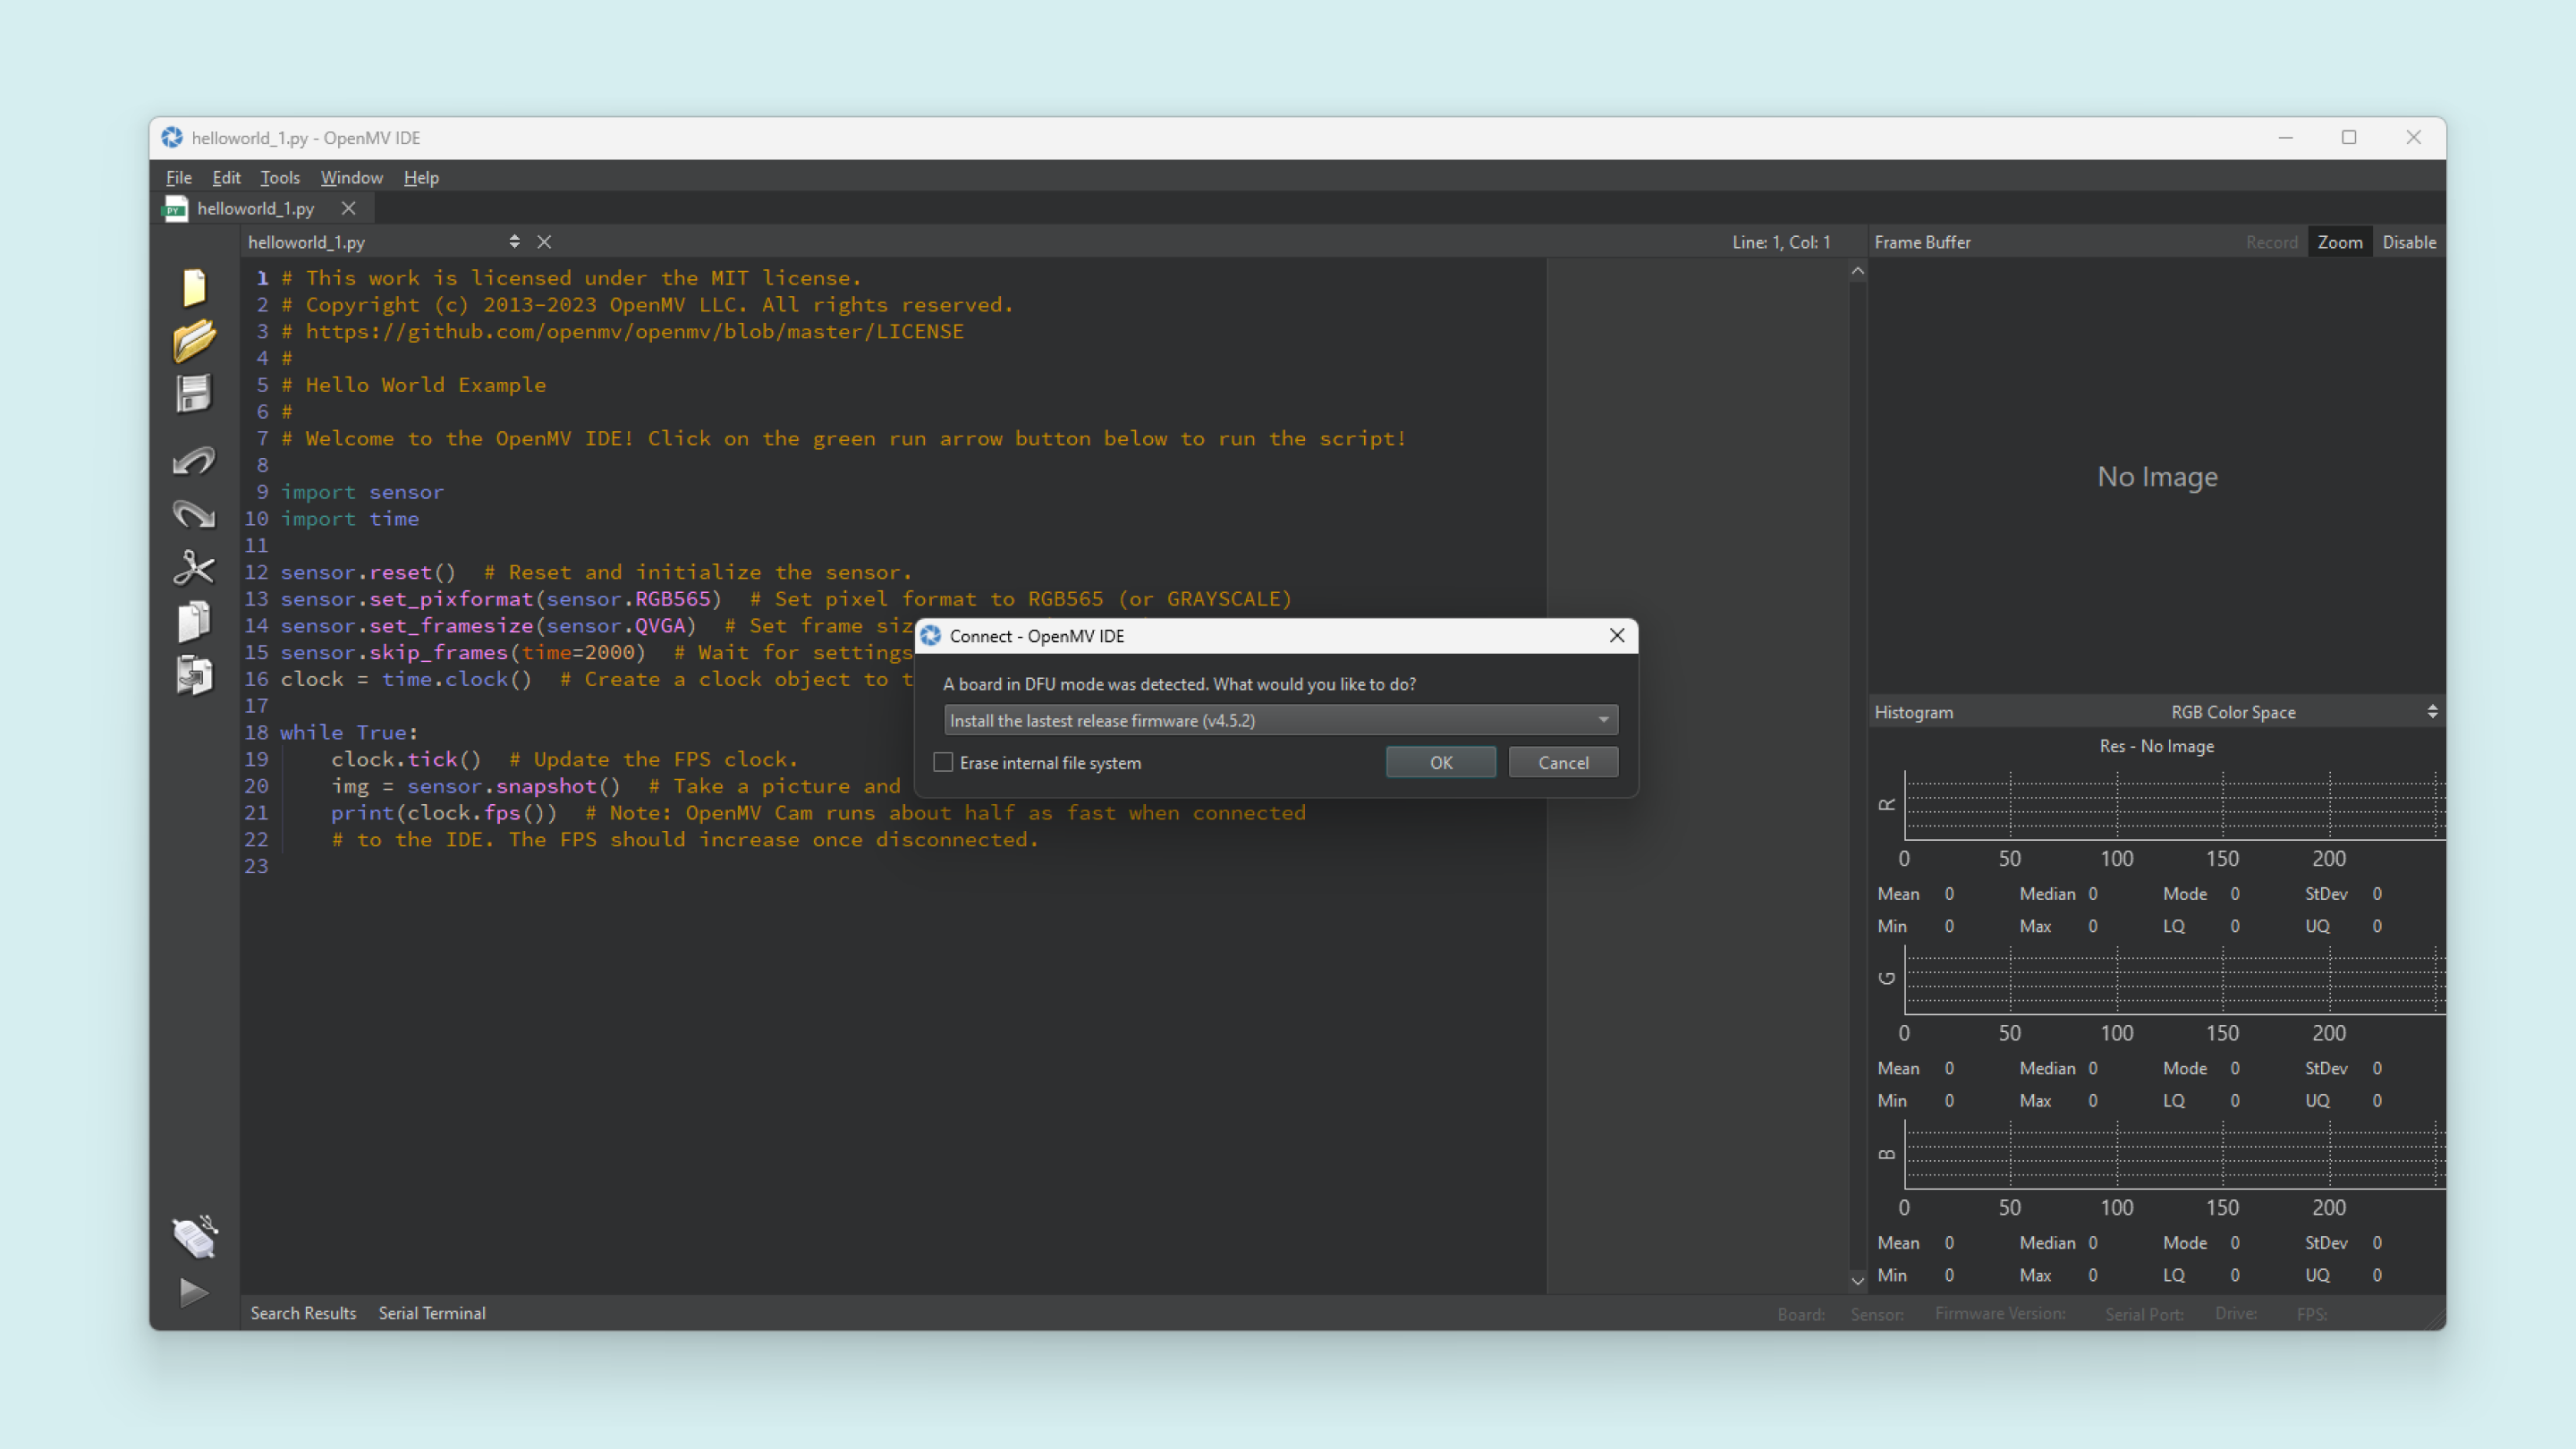 helloworld_1.py - OpenMV IDE
File Edit Tools Window Help
PY helloworld_1.py
helloworld_1.py Line: 1, Col: 1
1 # This work is licensed under the MIT license.
2 # Copyright (c) 2013-2023 OpenMV LLC. All rights reserved.
3 # https://github.com/openmv/openmv/blob/master/LICENSE
4 #
5 # Hello World Example
6 #
7 # Welcome to the OpenMV IDE! Click on the green run arrow button below to run the script!
8
9 import sensor
10 import time
11
12 sensor.reset()  # Reset and initialize the sensor.
13 sensor.set_pixformat(sensor.RGB565)  # Set pixel format to RGB565 (or GRAYSCALE)
14 sensor.set_framesize(sensor.QVGA)  # Set frame siz
15 sensor.skip_frames(time=2000)  # Wait for settings
16 clock = time.clock()  # Create a clock object to t
17
18 while True:
19     clock.tick()  # Update the FPS clock.
20     img = sensor.snapshot()  # Take a picture and
21     print(clock.fps())  # Note: OpenMV Cam runs about half as fast when connected
22     # to the IDE. The FPS should increase once disconnected.
23
Connect - OpenMV IDE
A board in DFU mode was detected. What would you like to do?
Install the lastest release firmware (v4.5.2)
Erase internal file system OK Cancel
Frame Buffer Record Zoom Disable
No Image
Histogram RGB Color Space
Res - No Image
R
0 50 100 150 200
Mean 0 Median 0 Mode 0 StDev 0
Min 0 Max 0 LQ 0 UQ 0
G
0 50 100 150 200
Mean 0 Median 0 Mode 0 StDev 0
Min 0 Max 0 LQ 0 UQ 0
B
0 50 100 150 200
Mean 0 Median 0 Mode 0 StDev 0
Min 0 Max 0 LQ 0 UQ 0
Search Results Serial Terminal Board: Sensor: Firmware Version: Serial Port: Drive: FPS: